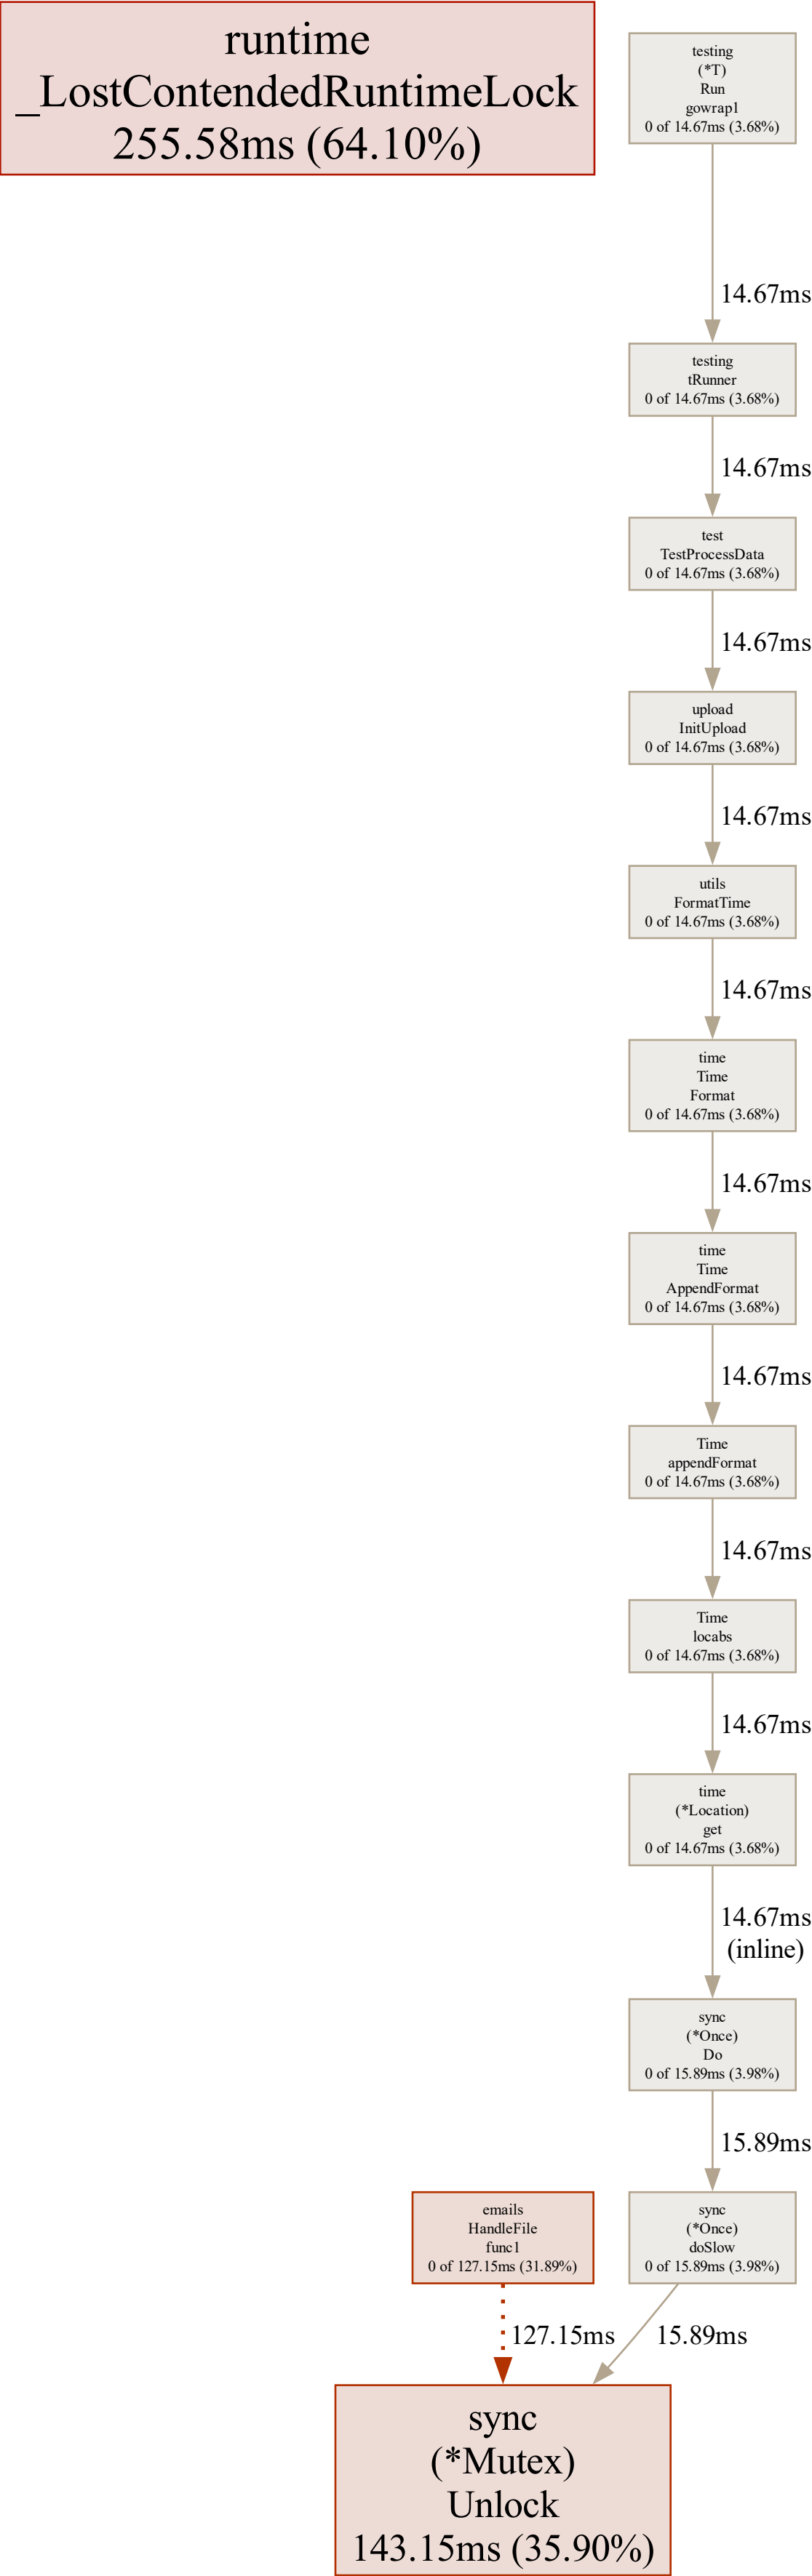 runtime
_LostContendedRuntimeLock
255.58ms (64.10%)
testing
(*T)
Run
gowrap1
0 of 14.67ms (3.68%)
14.67ms
testing
tRunner
0 of 14.67ms (3.68%)
14.67ms
test
TestProcessData
0 of 14.67ms (3.68%)
14.67ms
upload
InitUpload
0 of 14.67ms (3.68%)
14.67ms
utils
FormatTime
0 of 14.67ms (3.68%)
14.67ms
time
Time
Format
0 of 14.67ms (3.68%)
14.67ms
time
Time
AppendFormat
0 of 14.67ms (3.68%)
14.67ms
Time
appendFormat
0 of 14.67ms (3.68%)
14.67ms
Time
locabs
0 of 14.67ms (3.68%)
14.67ms
time
(*Location)
get
0 of 14.67ms (3.68%)
14.67ms
(inline)
sync
(*Once)
Do
0 of 15.89ms (3.98%)
15.89ms
emails
HandleFile
func1
0 of 127.15ms (31.89%)
sync
(*Once)
doSlow
0 of 15.89ms (3.98%)
127.15ms
15.89ms
sync
(*Mutex)
Unlock
143.15ms (35.90%)